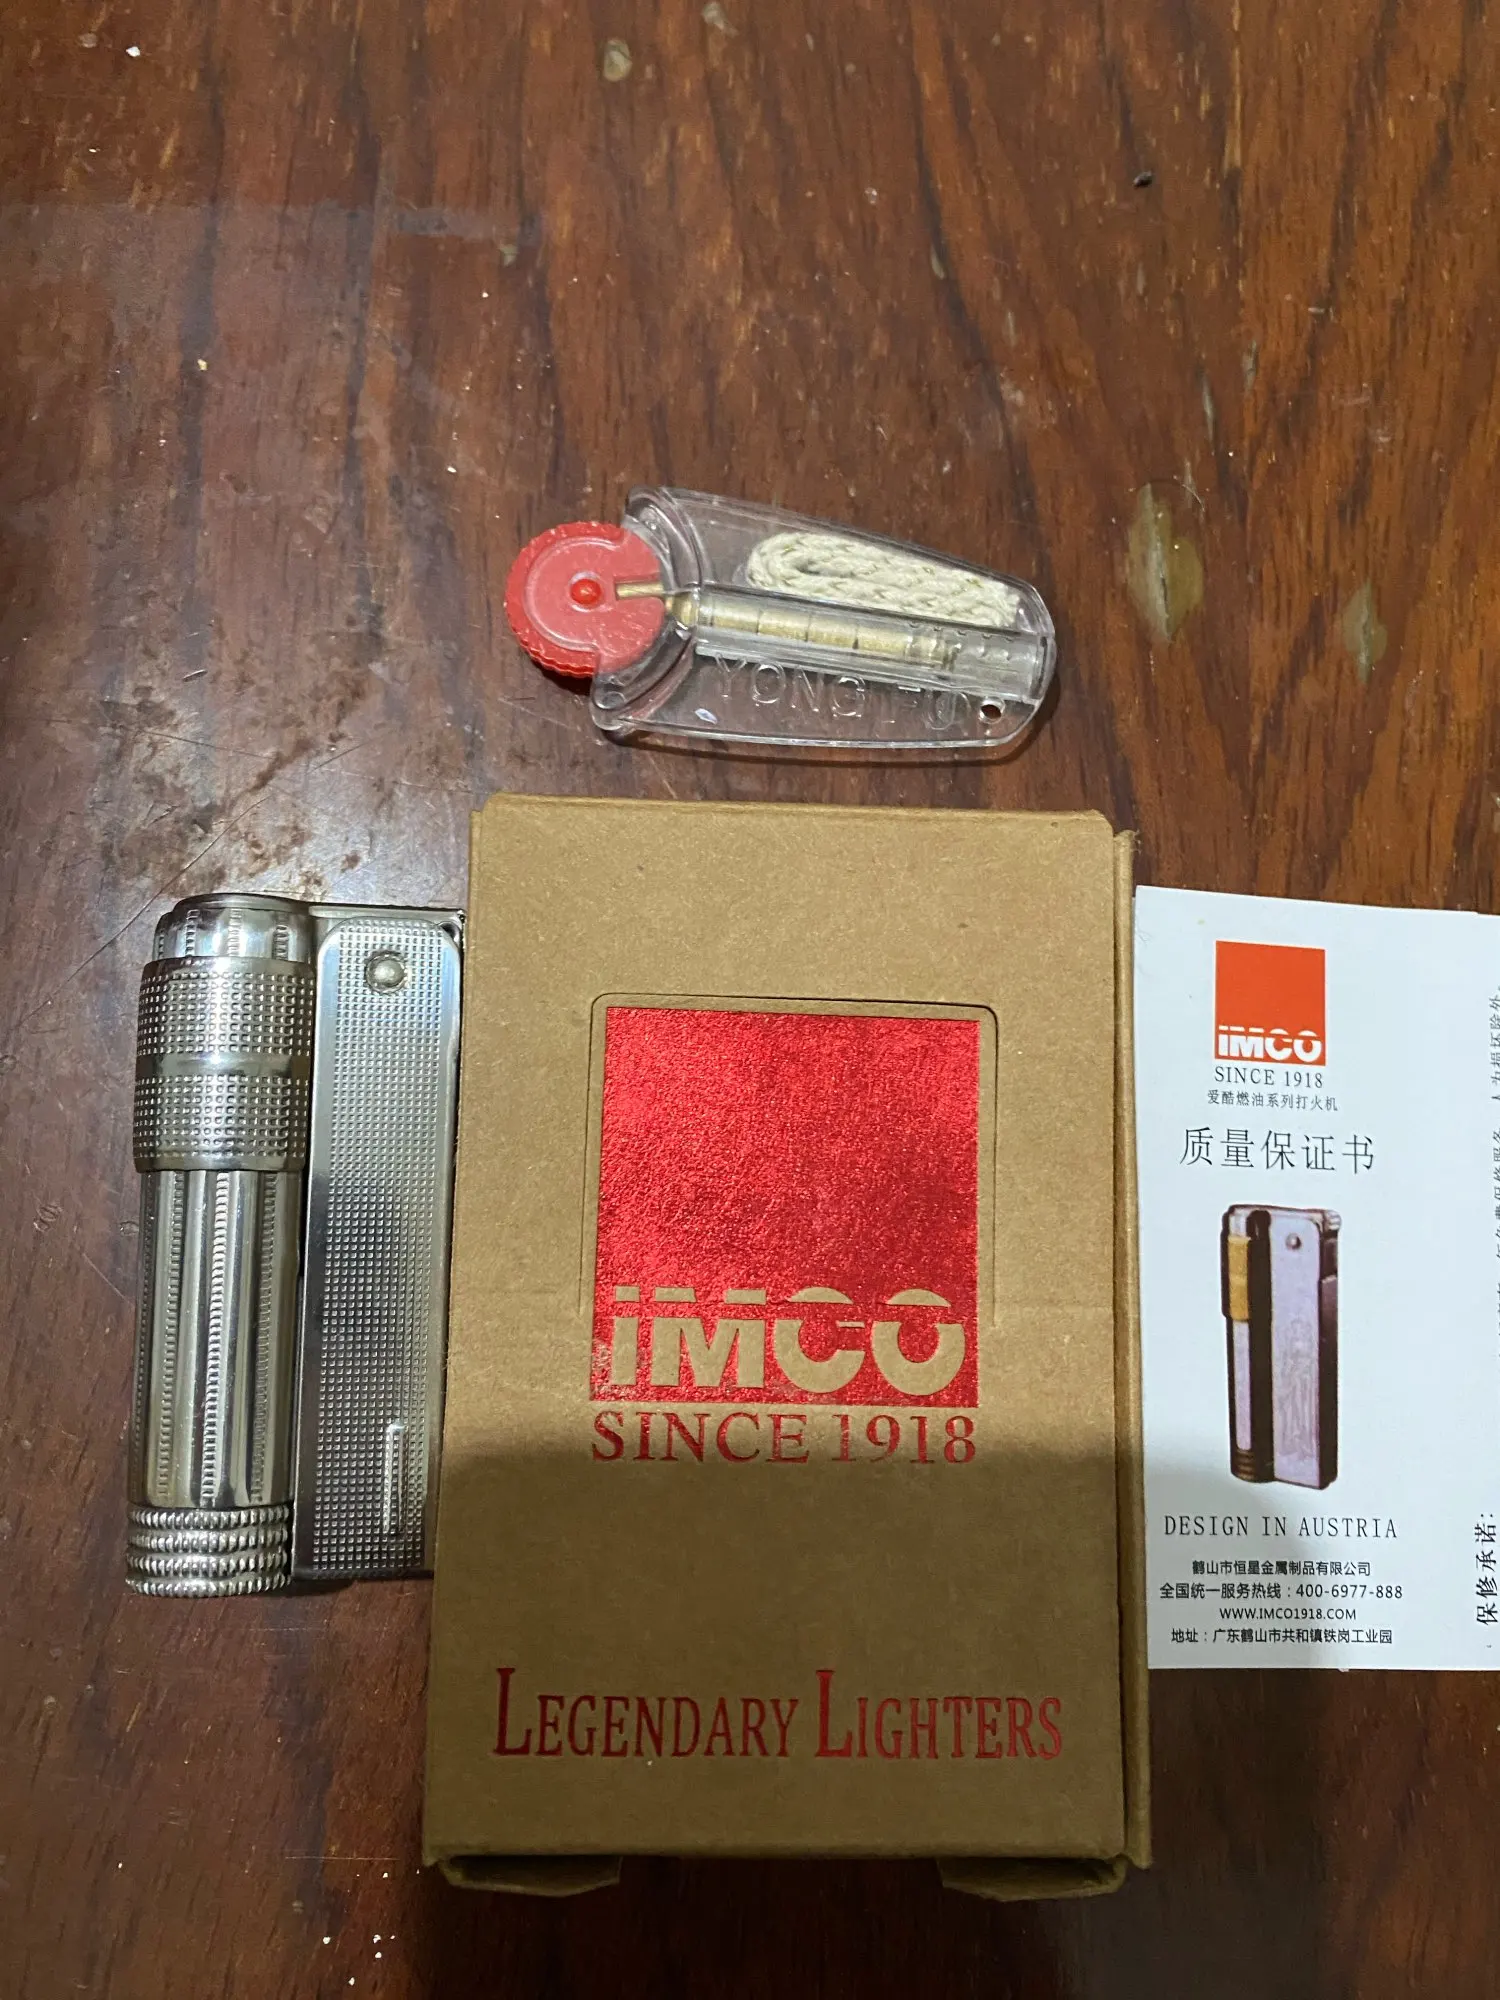 YONG FU
IMCO
SINCE 1918
LEGENDARY LIGHTERS
IMCO
SINCE 1918
爱酷燃油系列打火机
质量保证书
DESIGN IN AUSTRIA
鹤山市恒星金属制品有限公司
全国统一服务热线：400-6977-888
WWW.IMCO1918.COM
地址：广东鹤山市共和镇铁岗工业园
保修承诺: